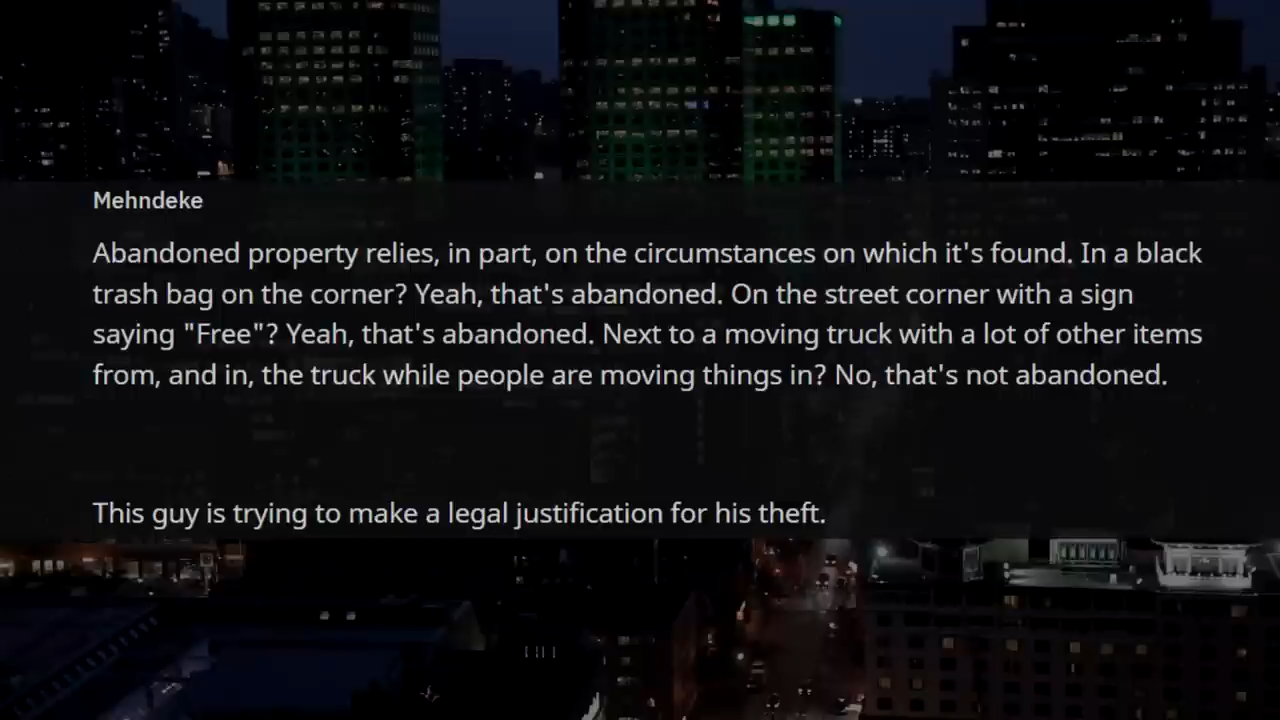 Mehndeke
Abandoned property relies, in part, on the circumstances on which it's found. In a black
trash bag on the corner? Yeah, that's abandoned. On the street corner with a sign
saying "Free"? Yeah, that's abandoned. Next to a moving truck with a lot of other items
from, and in, the truck while people are moving things in? No, that's not abandoned.
This guy is trying to make a legal justification for his theft.